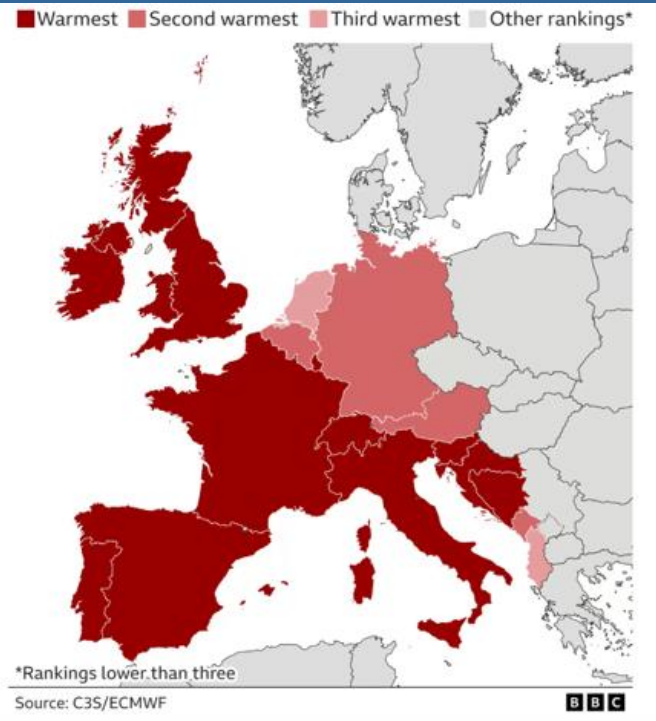 Warmest Second warmest Third warmest Other rankings*
*Rankings lower than three
Source: C3S/ECMWF
BBC